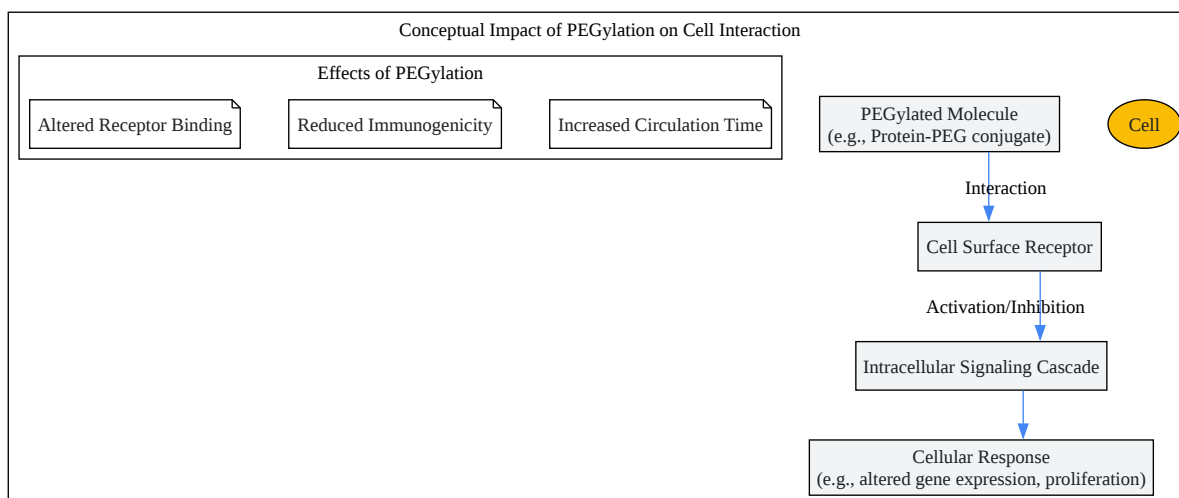 Conceptual Impact of PEGylation on Cell Interaction
Effects of PEGylation
Altered Receptor Binding
Reduced Immunogenicity
Increased Circulation Time
PEGylated Molecule
(e.g., Protein-PEG conjugate)
Cell
Interaction
Cell Surface Receptor
Activation/Inhibition
Intracellular Signaling Cascade
Cellular Response
(e.g., altered gene expression, proliferation)